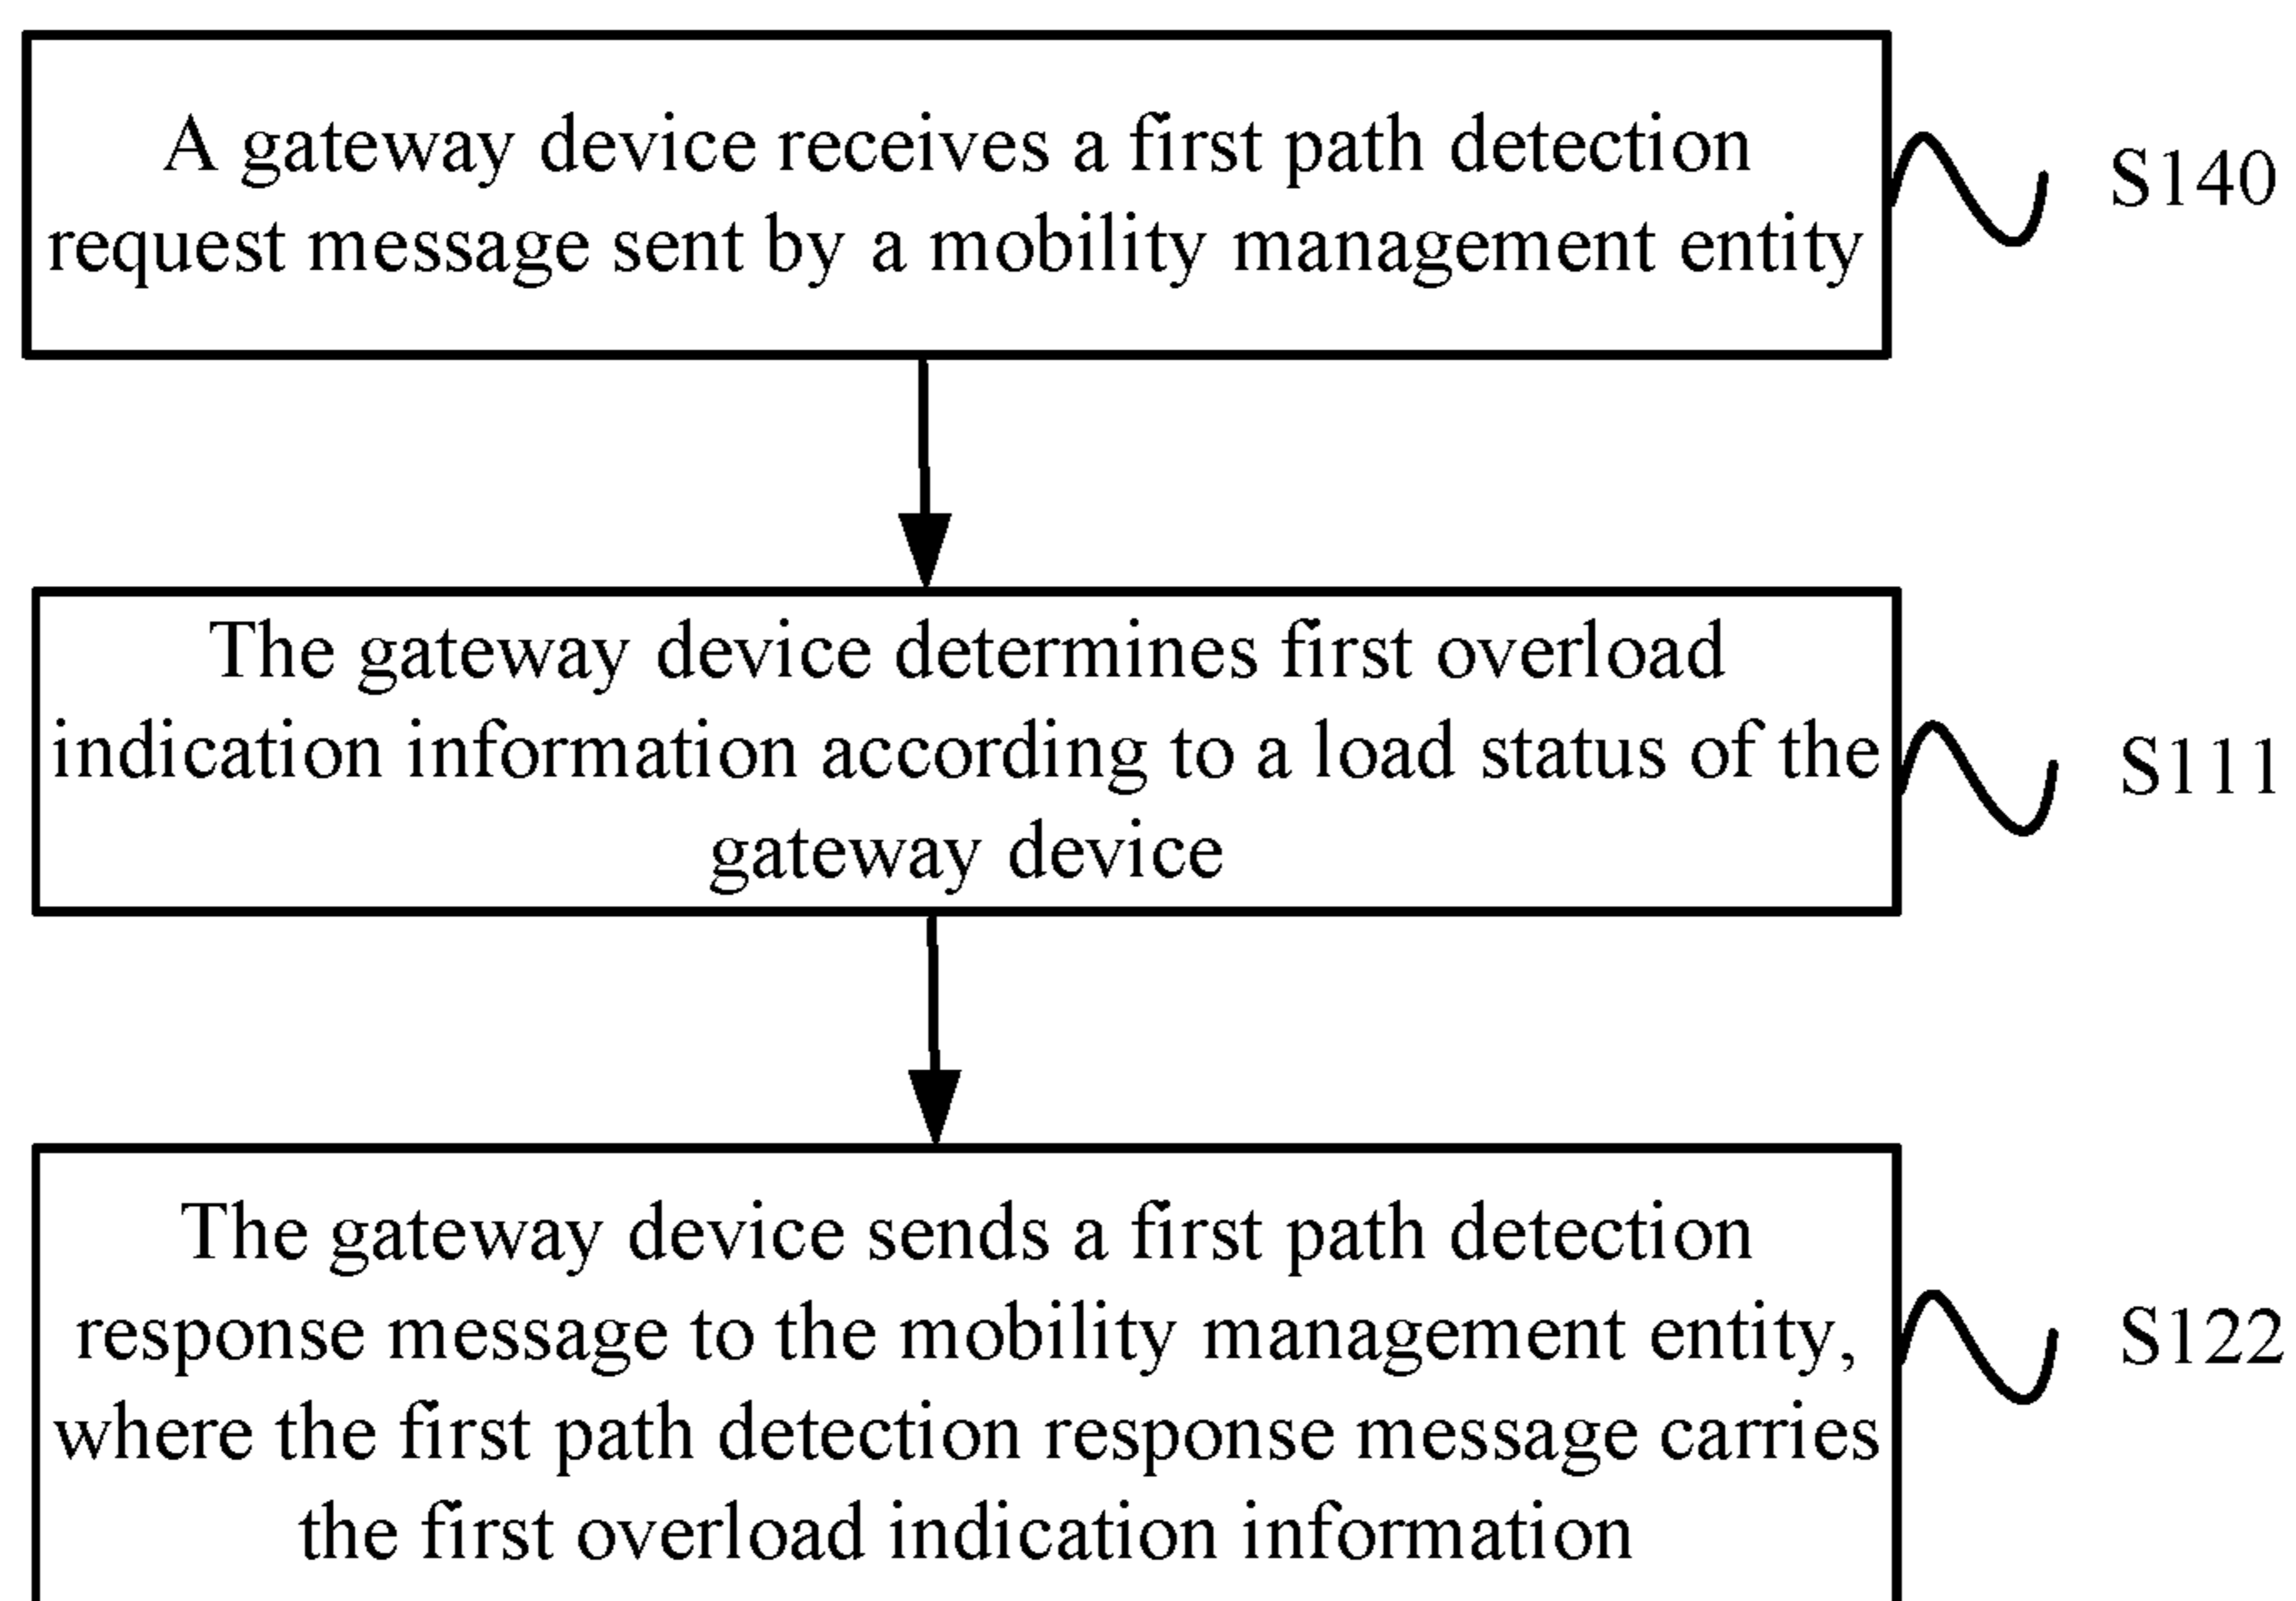 A gateway device receives a first path detection
request message sent by a mobility management entity
S140
The gateway device determines first overload
indication information according to a load status of the
gateway device
S111
The gateway device sends a first path detection
response message to the mobility management entity,
where the first path detection response message carries
the first overload indication information
S122